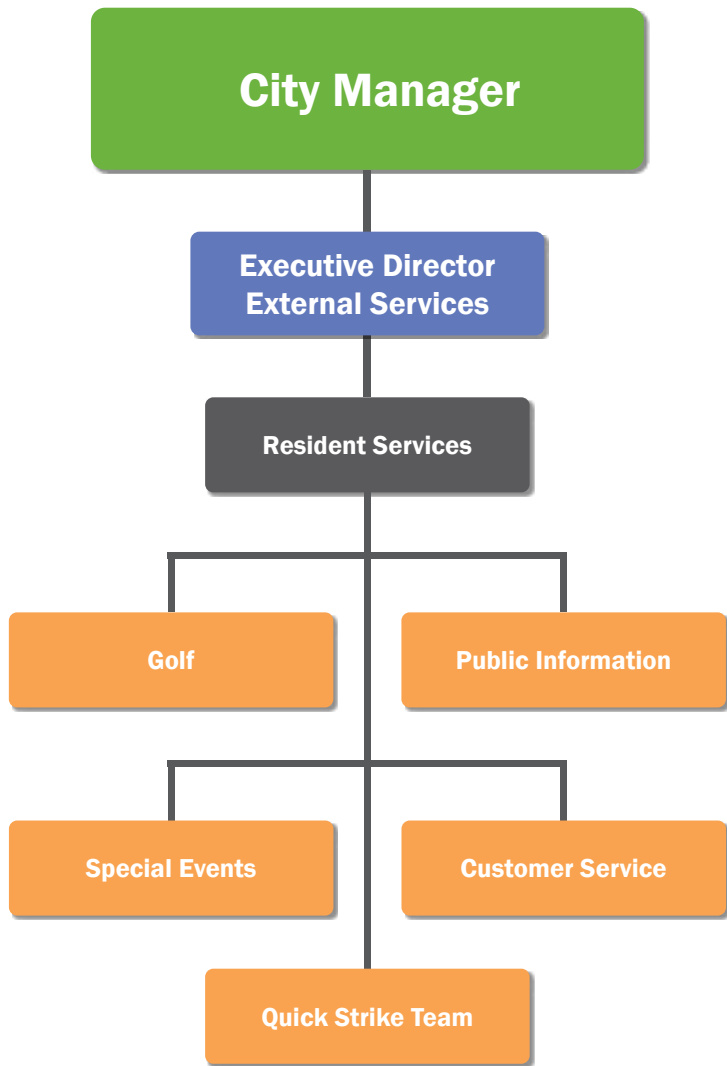 City Manager
Executive Director
External Services
Resident Services
Golf
Public Information
Special Events
Customer Service
Quick Strike Team